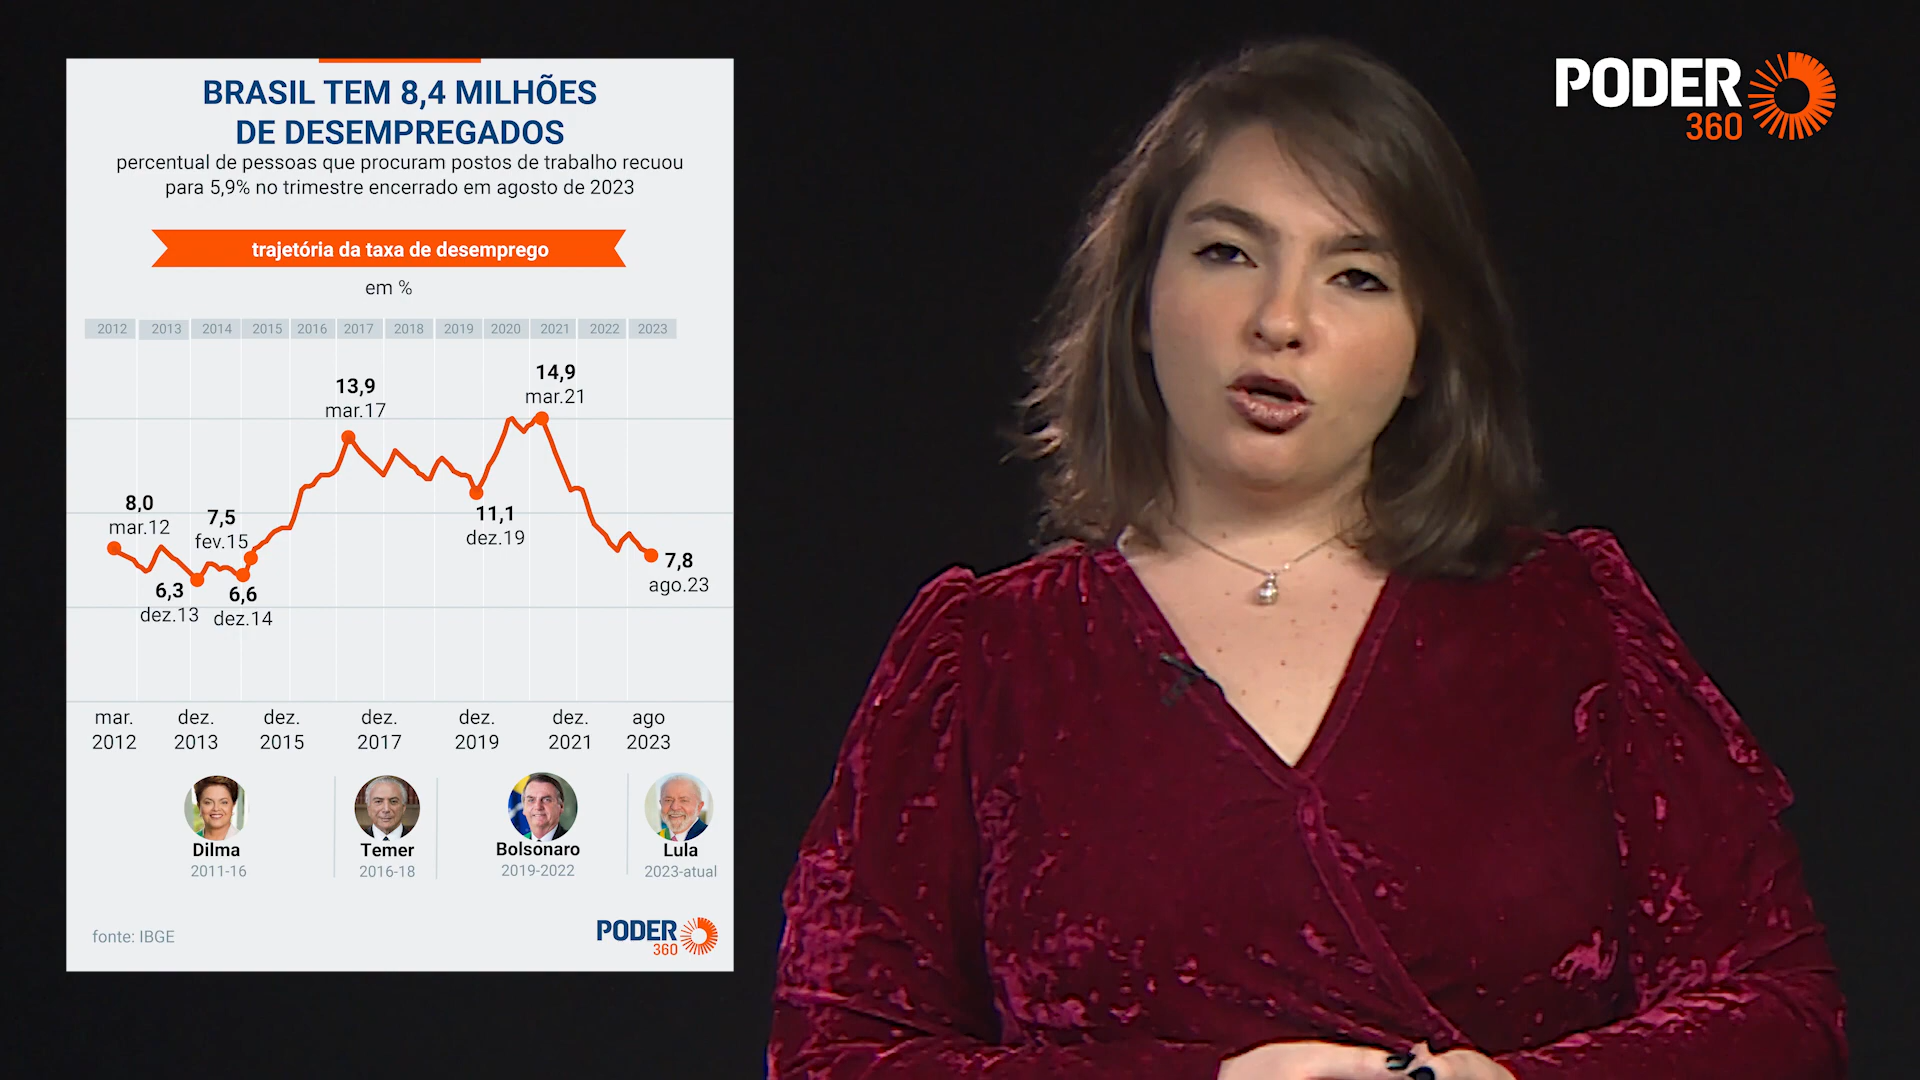 BRASIL TEM 8,4 MILHÕES
DE DESEMPREGADOS
percentual de pessoas que procuram postos de trabalho recuou
para 5,9% no trimestre encerrado em agosto de 2023
trajetória da taxa de desemprego
em %
2012 2013 2014 2015 2016 2017 2018 2019 2020 2021 2022 2023
8,0
mar.12
6,3
dez.13
6,6
dez.14
7,5
fev.15
13,9
mar.17
11,1
dez.19
14,9
mar.21
7,8
ago.23
mar. dez. dez. dez. dez. dez. ago
2012 2013 2015 2017 2019 2021 2023
Dilma Temer Bolsonaro Lula
2011-16 2016-18 2019-2022 2023-atual
fonte: IBGE
PODER
360
PODER
360